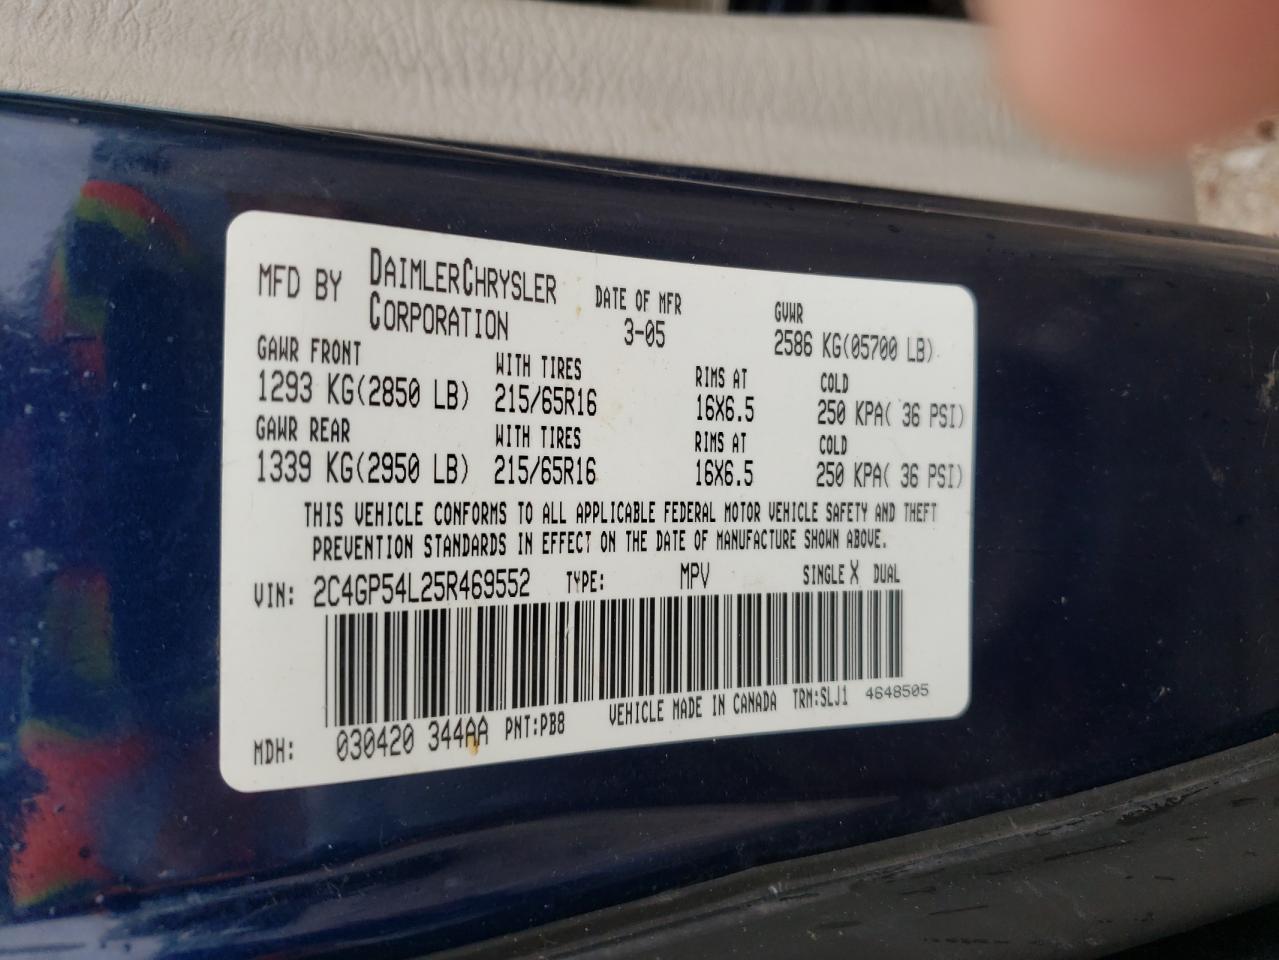 MFD BY DAIMLERCHRYSLER CORPORATION DATE OF MFR 3-05 GVWR 2586 KG(05700 LB)
GAWR FRONT WITH TIRES RIMS AT COLD
1293 KG(2850 LB) 215/65R16 16X6.5 250 KPA( 36 PSI)
GAWR REAR WITH TIRES RIMS AT COLD
1339 KG(2950 LB) 215/65R16 16X6.5 250 KPA( 36 PSI)
THIS VEHICLE CONFORMS TO ALL APPLICABLE FEDERAL MOTOR VEHICLE SAFETY AND THEFT
PREVENTION STANDARDS IN EFFECT ON THE DATE OF MANUFACTURE SHOWN ABOVE.
VIN: 2C4GP54L25R469552 TYPE: MPV SINGLE X DUAL
MDH: 030420 344AA PNT:PB8 VEHICLE MADE IN CANADA TRM:SLJ1 4648505